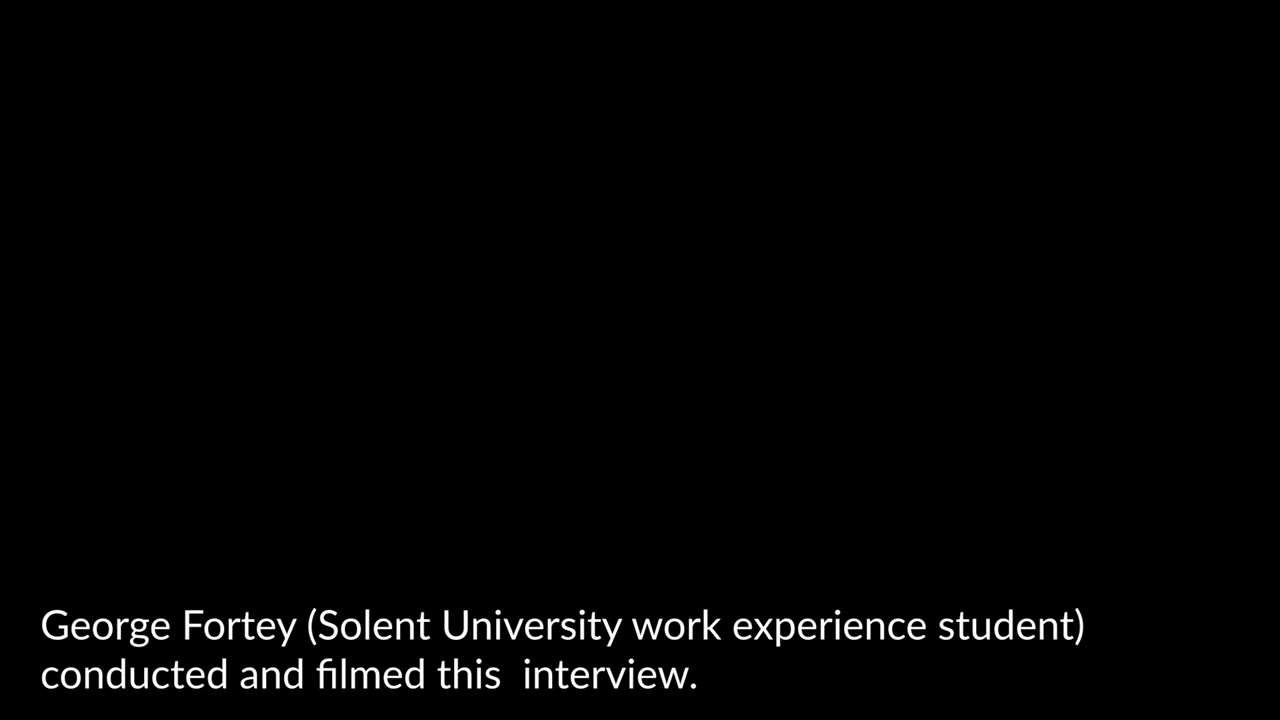 George Fortey (Solent University work experience student)
conducted and filmed this  interview.